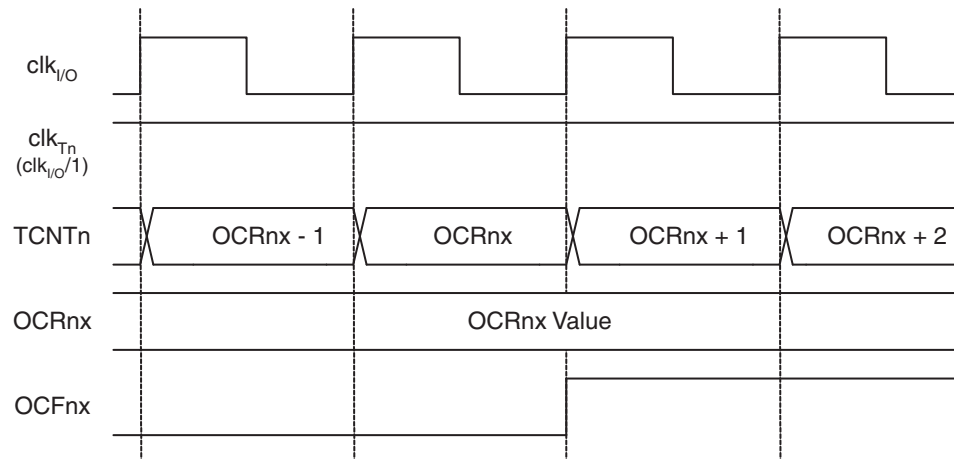 clkI/O
clkTn
(clkI/O/1)
TCNTn OCRnx - 1 OCRnx OCRnx + 1 OCRnx + 2
OCRnx OCRnx Value
OCFnx